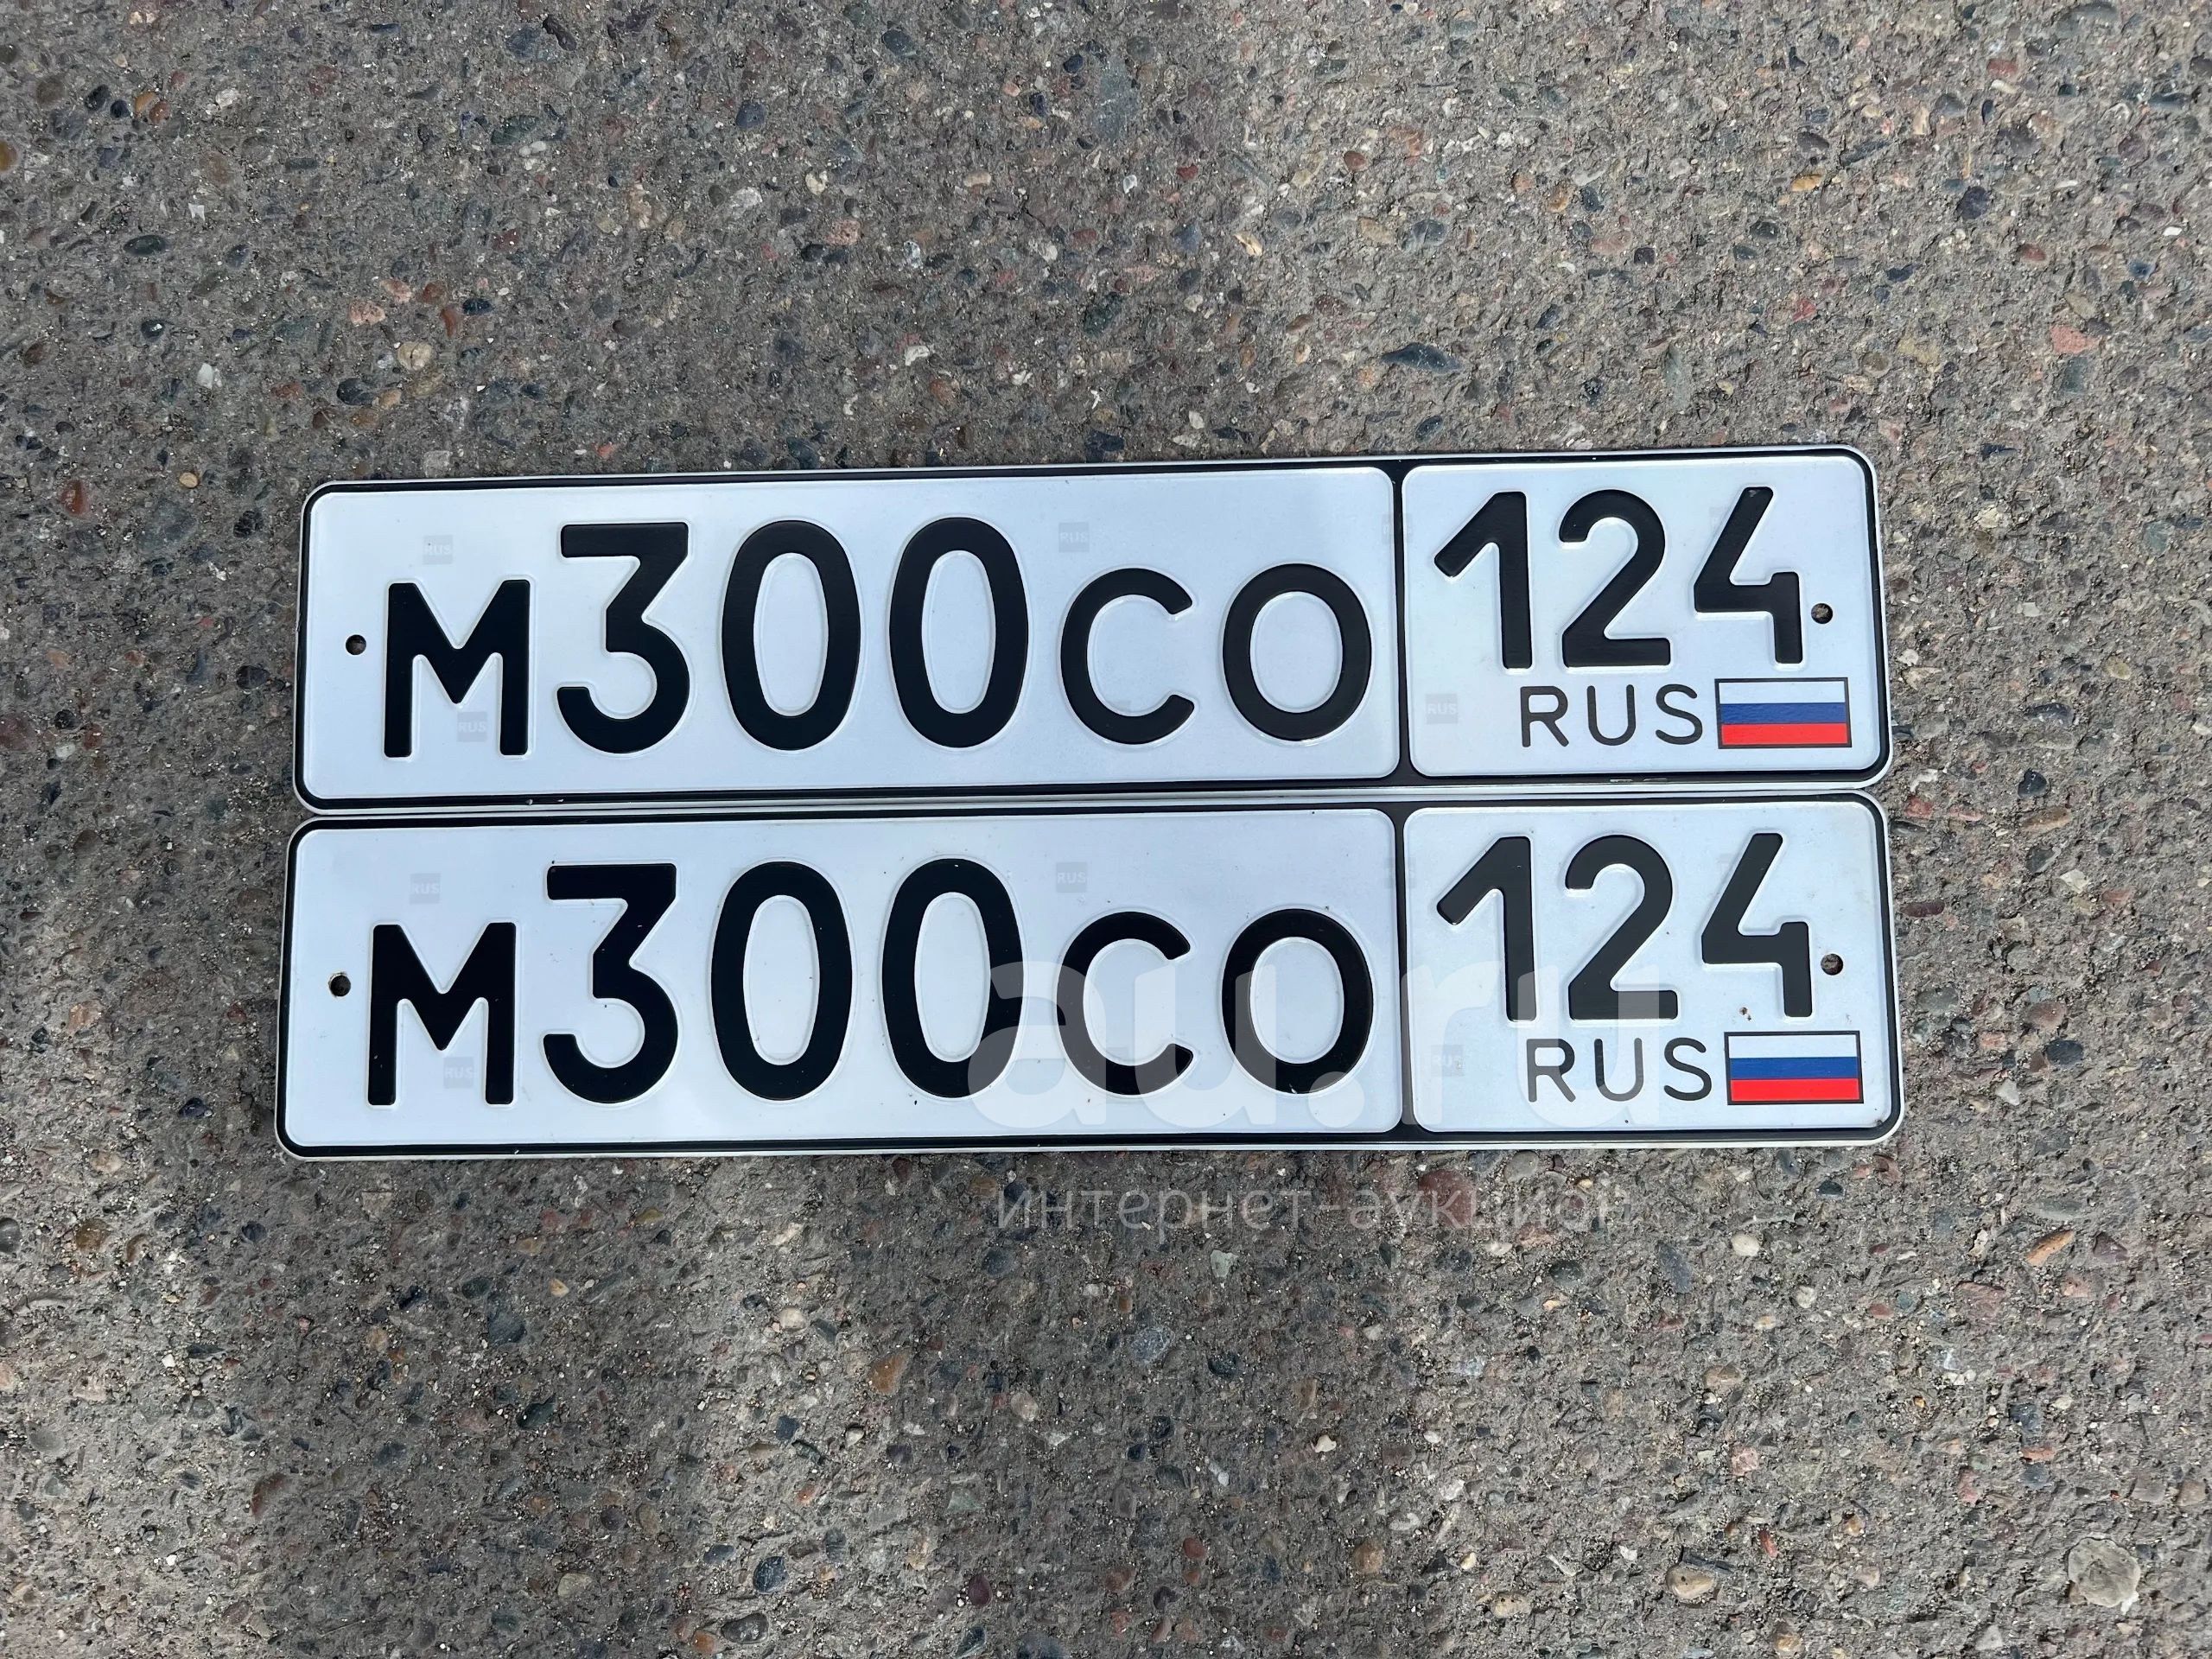 М300СО 124
RUS
М300СО 124
RUS
au.ru
интернет-аукцион